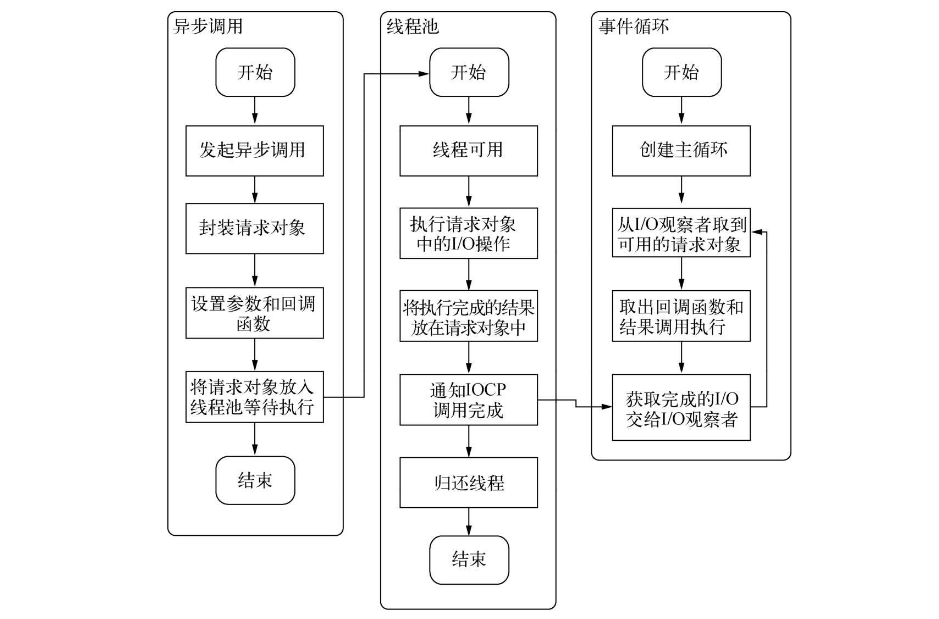 异步调用
开始
发起异步调用
封装请求对象
设置参数和回调
函数
将请求对象放入
线程池等待执行
结束
线程池
开始
线程可用
执行请求对象
中的I/O操作
将执行完成的结果
放在请求对象中
通知IOCP
调用完成
归还线程
结束
事件循环
开始
创建主循环
从I/O观察者取到
可用的请求对象
取出回调函数和
结果调用执行
获取完成的I/O
交给I/O观察者